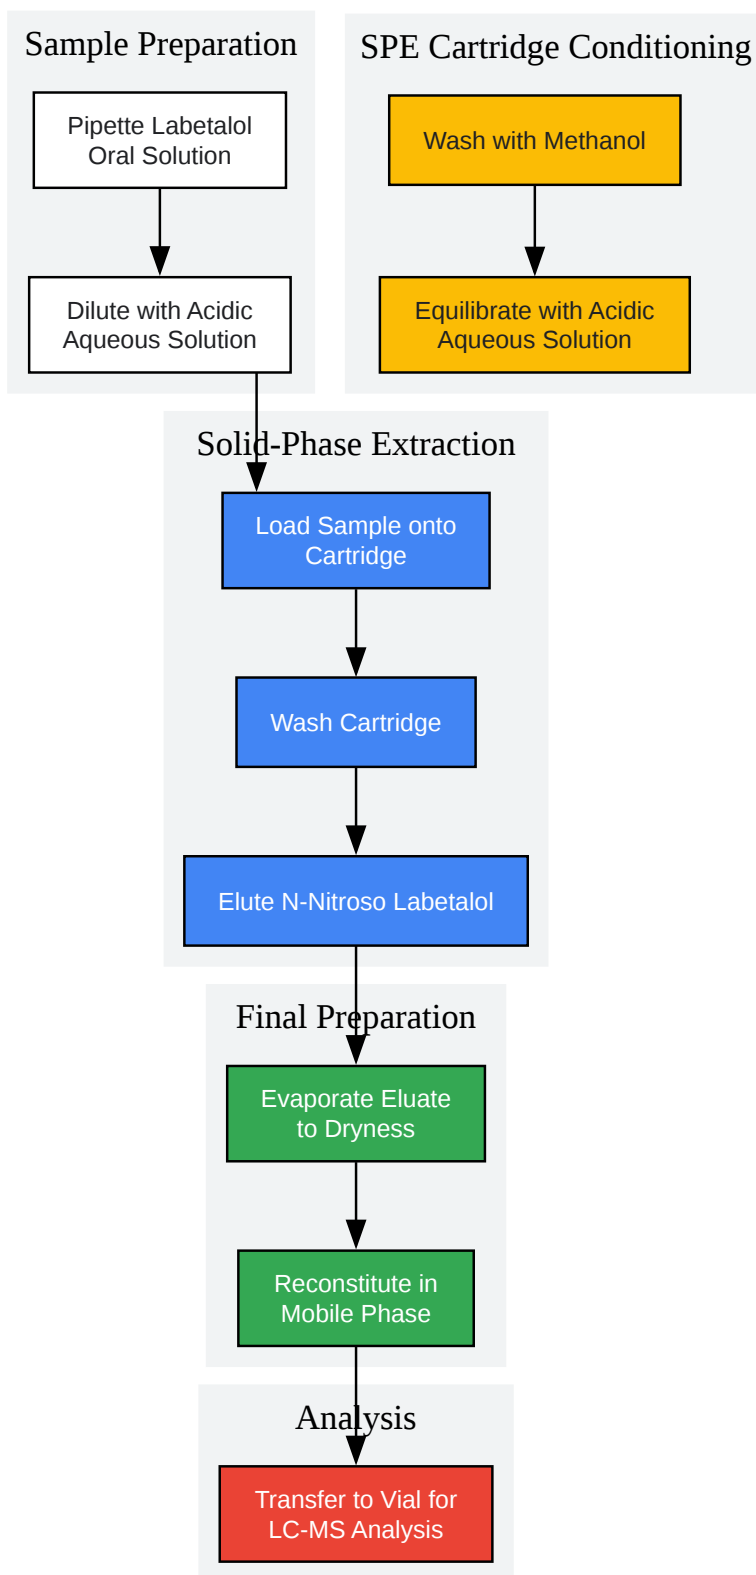 Sample Preparation
Pipette Labetalol
Oral Solution
Dilute with Acidic
Aqueous Solution
SPE Cartridge Conditioning
Wash with Methanol
Equilibrate with Acidic
Aqueous Solution
Solid-Phase Extraction
Load Sample onto
Cartridge
Wash Cartridge
Elute N-Nitroso Labetalol
Final Preparation
Evaporate Eluate
to Dryness
Reconstitute in
Mobile Phase
Analysis
Transfer to Vial for
LC-MS Analysis